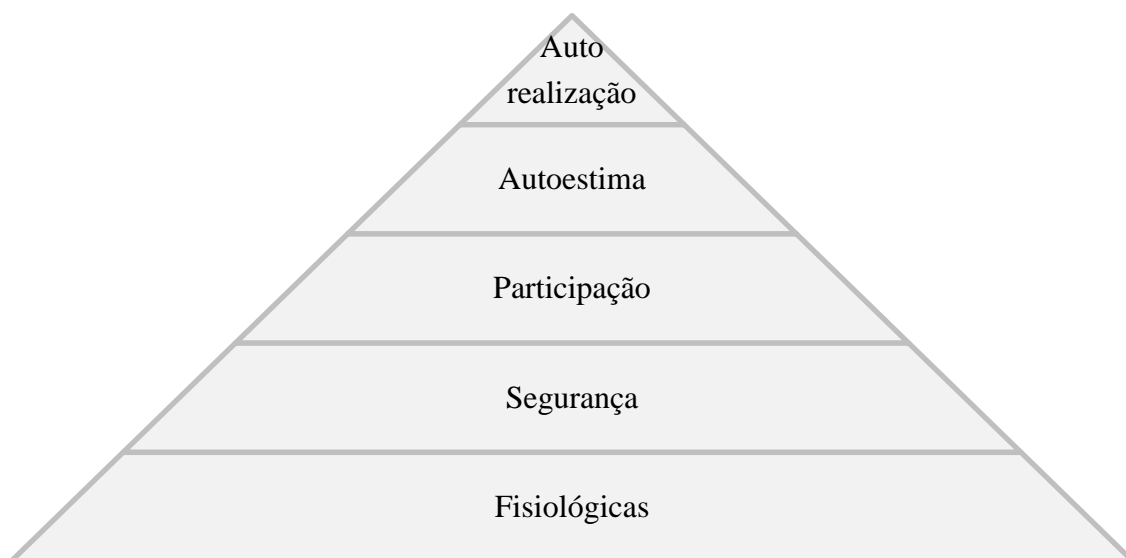 Auto
realização
Autoestima
Participação
Segurança
Fisiológicas